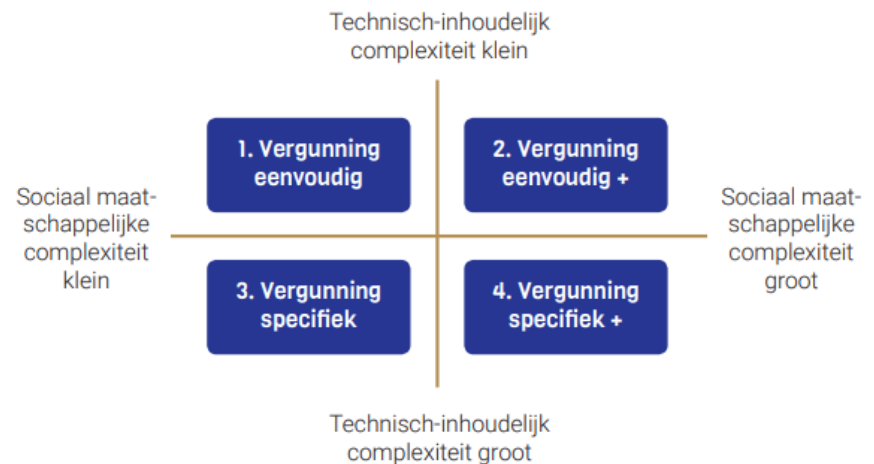 Technisch-inhoudelijk
complexiteit klein
1. Vergunning
eenvoudig
2. Vergunning
eenvoudig +
Sociaal maat-
schappelijke
complexiteit
klein
Sociaal maat-
schappelijke
complexiteit
groot
3. Vergunning
specifiek
4. Vergunning
specifiek +
Technisch-inhoudelijk
complexiteit groot